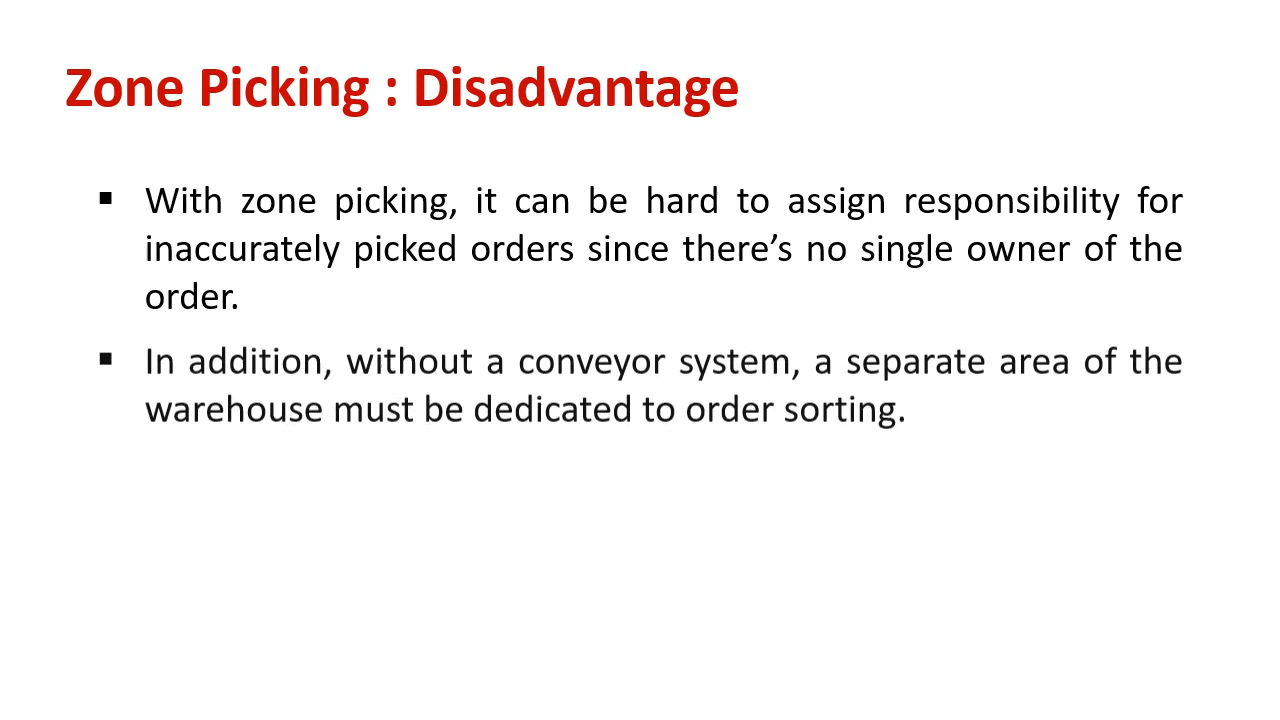 Zone Picking : Disadvantage
▪ With zone picking, it can be hard to assign responsibility for
inaccurately picked orders since there’s no single owner of the
order.
▪ In addition, without a conveyor system, a separate area of the
warehouse must be dedicated to order sorting.